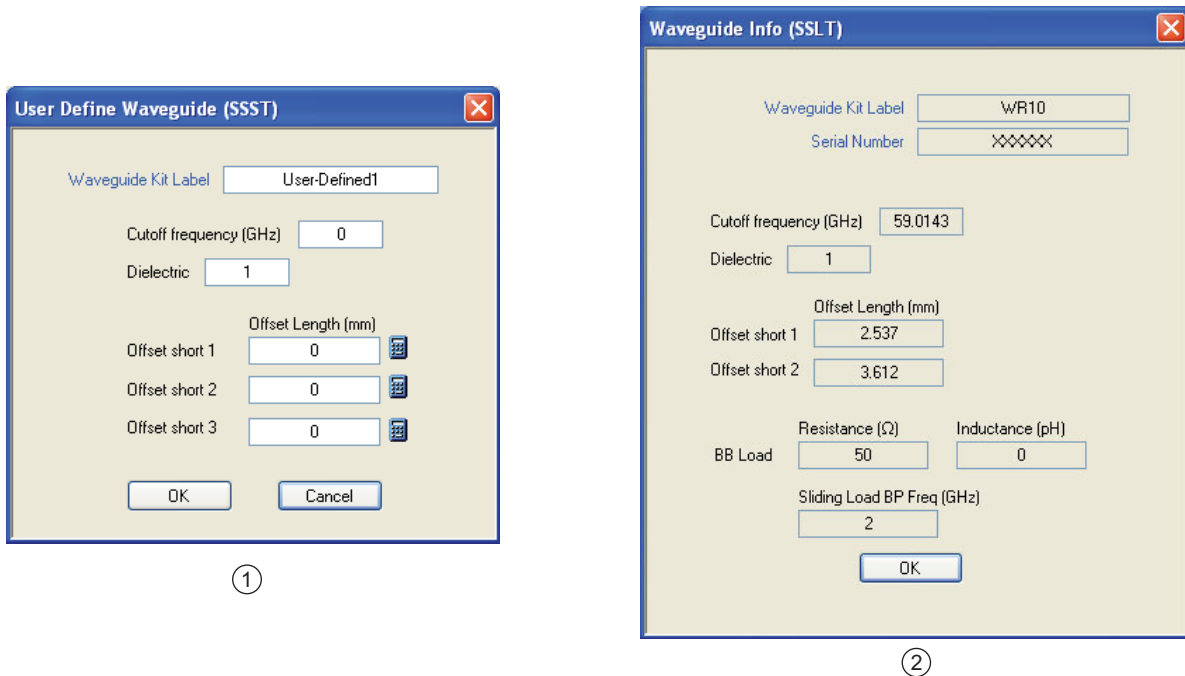 User Define Waveguide (SSST)
Waveguide Kit Label User-Defined1
Cutoff frequency (GHz) 0
Dielectric 1
Offset Length (mm)
Offset short 1 0
Offset short 2 0
Offset short 3 0
OK Cancel
1
Waveguide Info (SSLT)
Waveguide Kit Label WR10
Serial Number XXXXXX
Cutoff frequency (GHz) 59.0143
Dielectric 1
Offset Length (mm)
Offset short 1 2.537
Offset short 2 3.612
Resistance (Ω) Inductance (pH)
BB Load 50 0
Sliding Load BP Freq (GHz)
2
OK
2